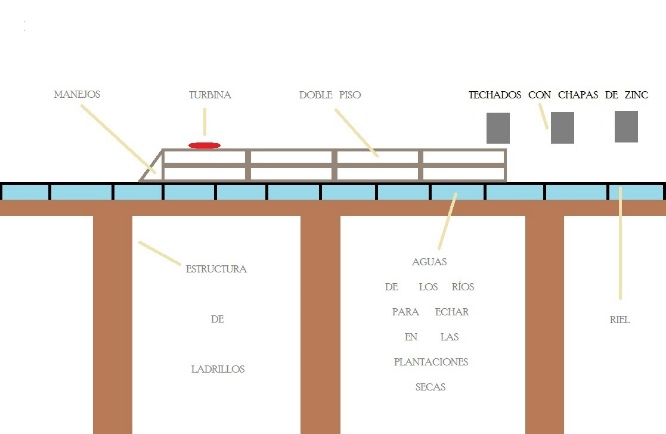 MANEJOS
TURBINA
DOBLE PISO
TECHADOS CON CHAPAS DE ZINC
ESTRUCTURA
DE
LADRILLOS
AGUAS
DE LOS RÍOS
PARA ECHAR
EN LAS
PLANTACIONES
SECAS
RIEL